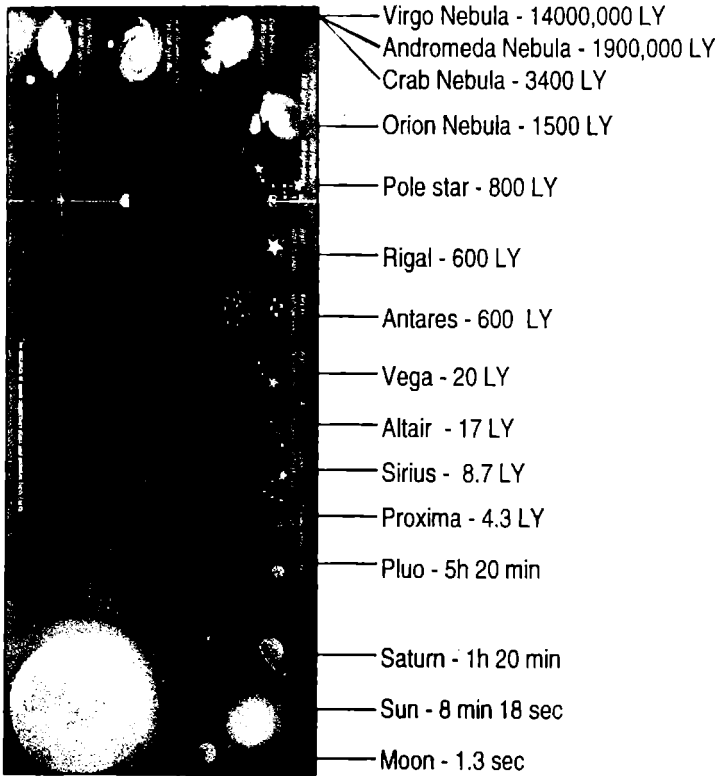 Virgo Nebula - 14000,000 LY
Andromeda Nebula - 1900,000 LY
Crab Nebula - 3400 LY
Orion Nebula - 1500 LY
Pole star - 800 LY
Rigal - 600 LY
Antares - 600 LY
Vega - 20 LY
Altair - 17 LY
Sirius - 8.7 LY
Proxima - 4.3 LY
Pluo - 5h 20 min
Saturn - 1h 20 min
Sun - 8 min 18 sec
Moon - 1.3 sec